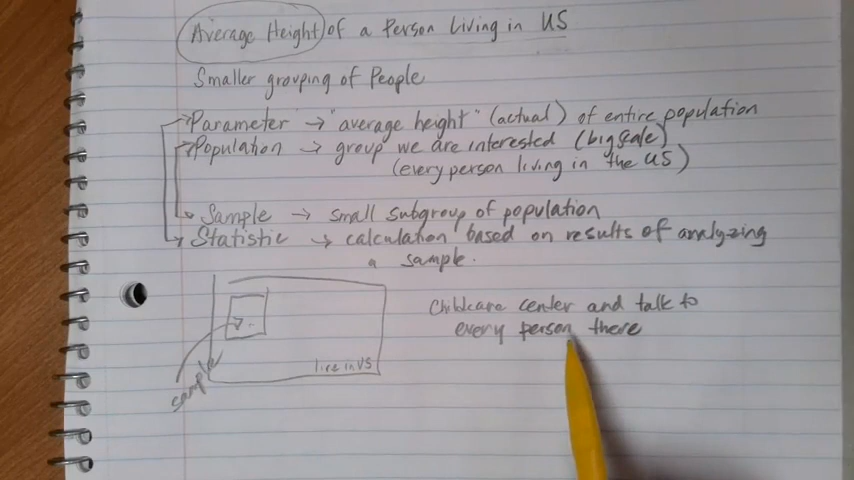 Average Height of a Person Living in US
Smaller grouping of People
Parameter → "average height" (actual) of entire population
Population → group we are interested (big scale)
(every person living in the US)
Sample → small subgroup of population
Statistic → calculation based on results of analyzing
a sample.
Childcare center and talk to
every person there
live in US
sample